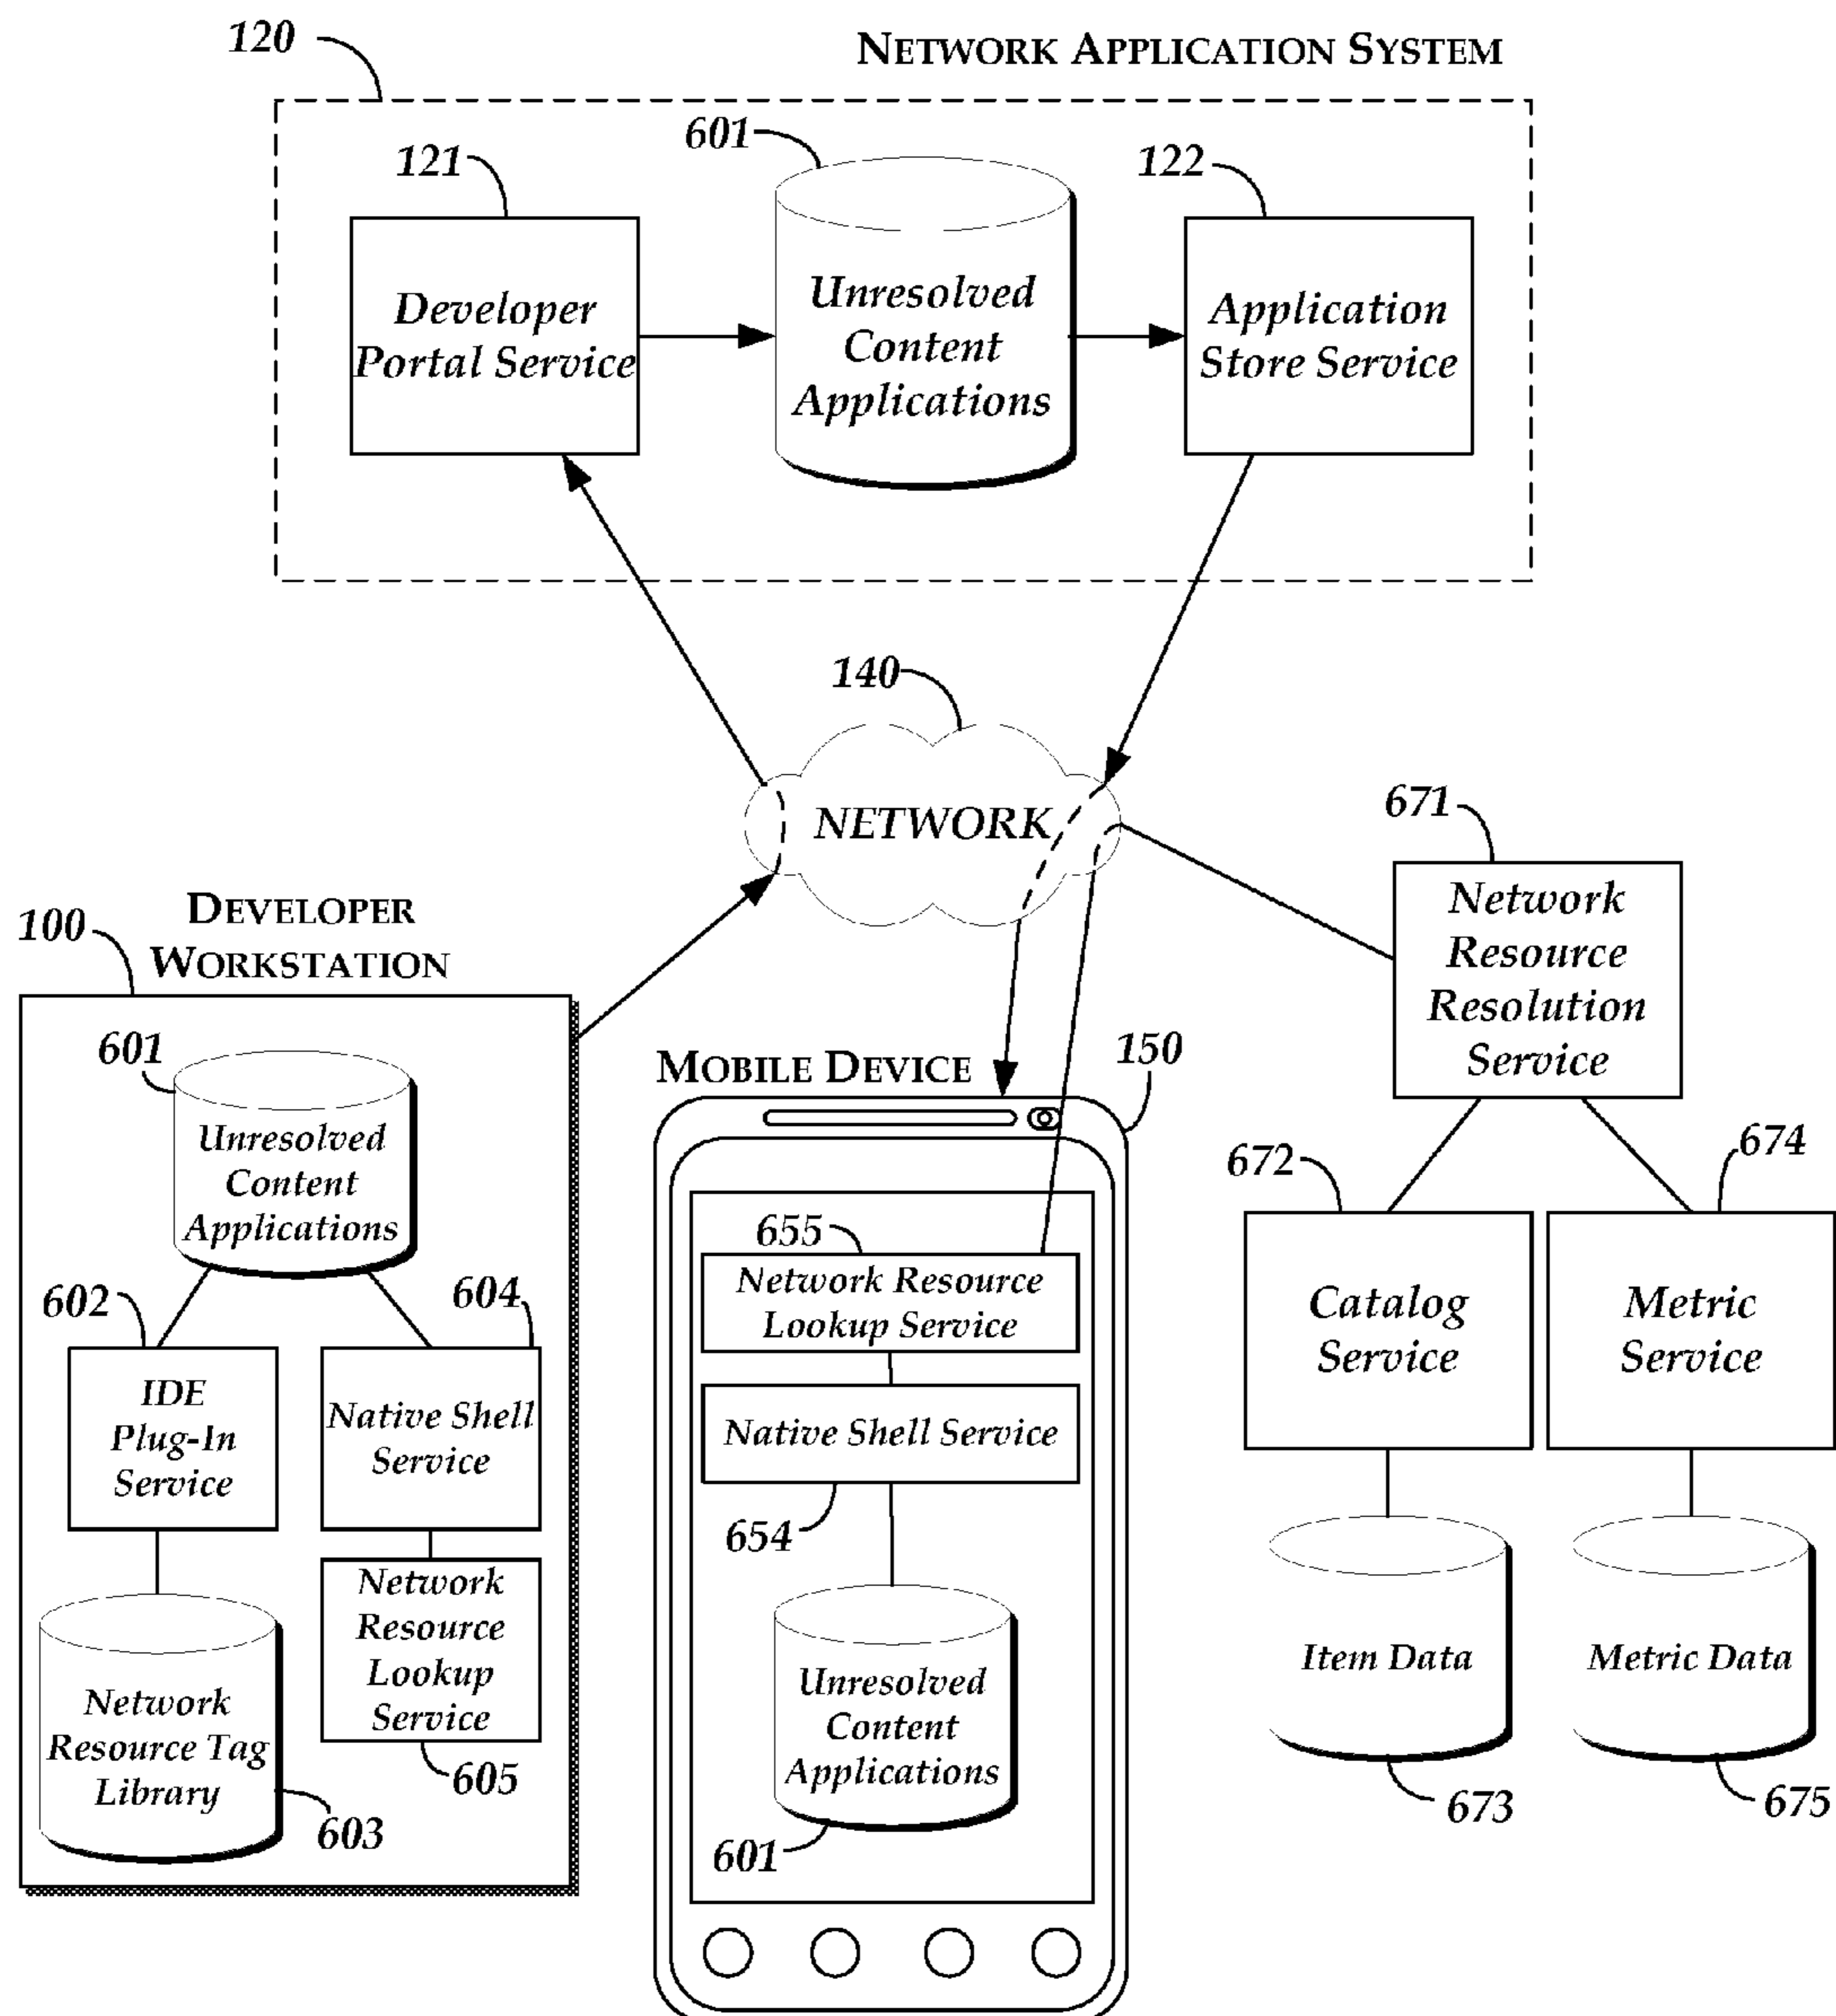 120
NETWORK APPLICATION SYSTEM
601
121
122
Developer
Portal Service
Unresolved
Content
Applications
Application
Store Service
140
NETWORK
671
Network
Resource
Resolution
Service
DEVELOPER
WORKSTATION
100
601
Unresolved
Content
Applications
602
604
IDE
Plug-In
Service
Native Shell
Service
Network
Resource Tag
Library
603
Network
Resource
Lookup
Service
605
MOBILE DEVICE
150
655
Network Resource
Lookup Service
Native Shell Service
654
Unresolved
Content
Applications
601
672
674
Catalog
Service
Metric
Service
Item Data
Metric Data
673
675